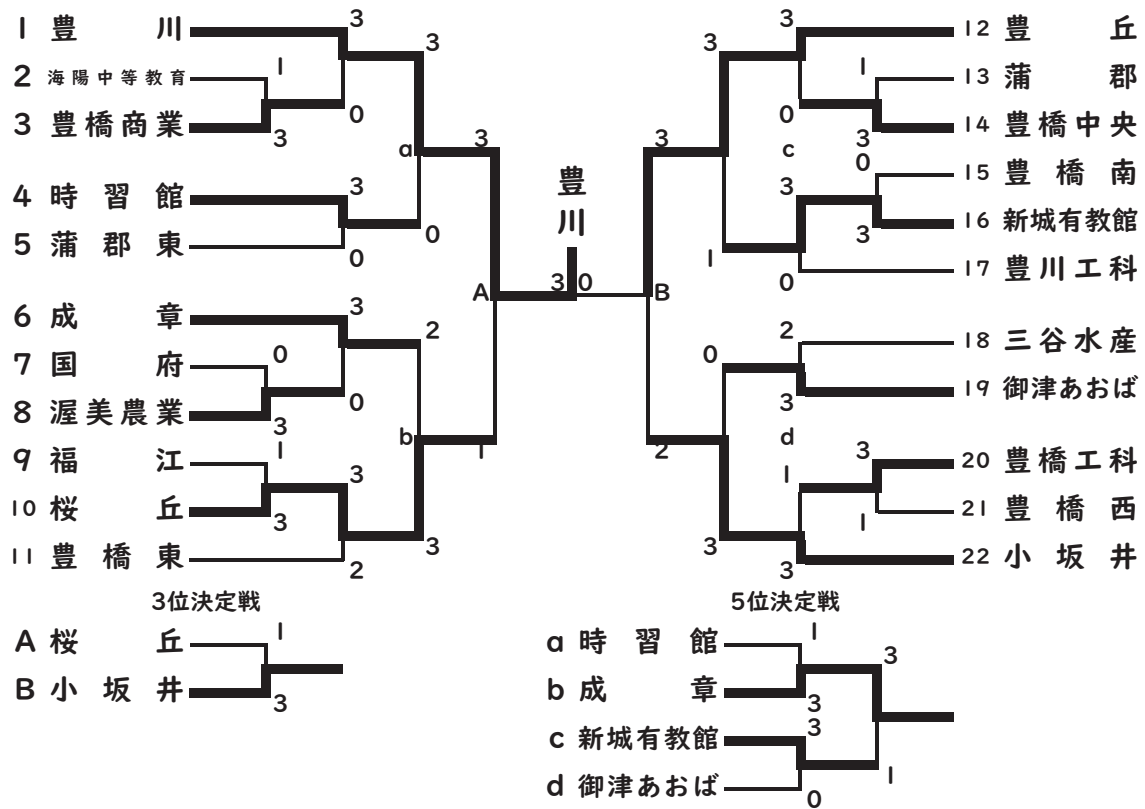 1 豊川
2 海陽中等教育
3 豊橋商業
4 時習館
5 蒲郡東
6 成章
7 国府
8 渥美農業
9 福江
10 桜丘
11 豊橋東
3
1
0
3
3
0
3
0
3
0
0
3
1
3
3
2
3
0
2
3
a
b
3
1
A
豊川
3 0
B
3
2
c
d
3
1
0
3
3
0
1
3
0
3
0
3
0
2
3
3
1
1
3
12 豊丘
13 蒲郡
14 豊橋中央
15 豊橋南
16 新城有教館
17 豊川工科
18 三谷水産
19 御津あおば
20 豊橋工科
21 豊橋西
22 小坂井
3位決定戦
A 桜丘 1
B 小坂井 3
5位決定戦
a 時習館 1
b 成章 3
c 新城有教館 3
d 御津あおば 0
3
1